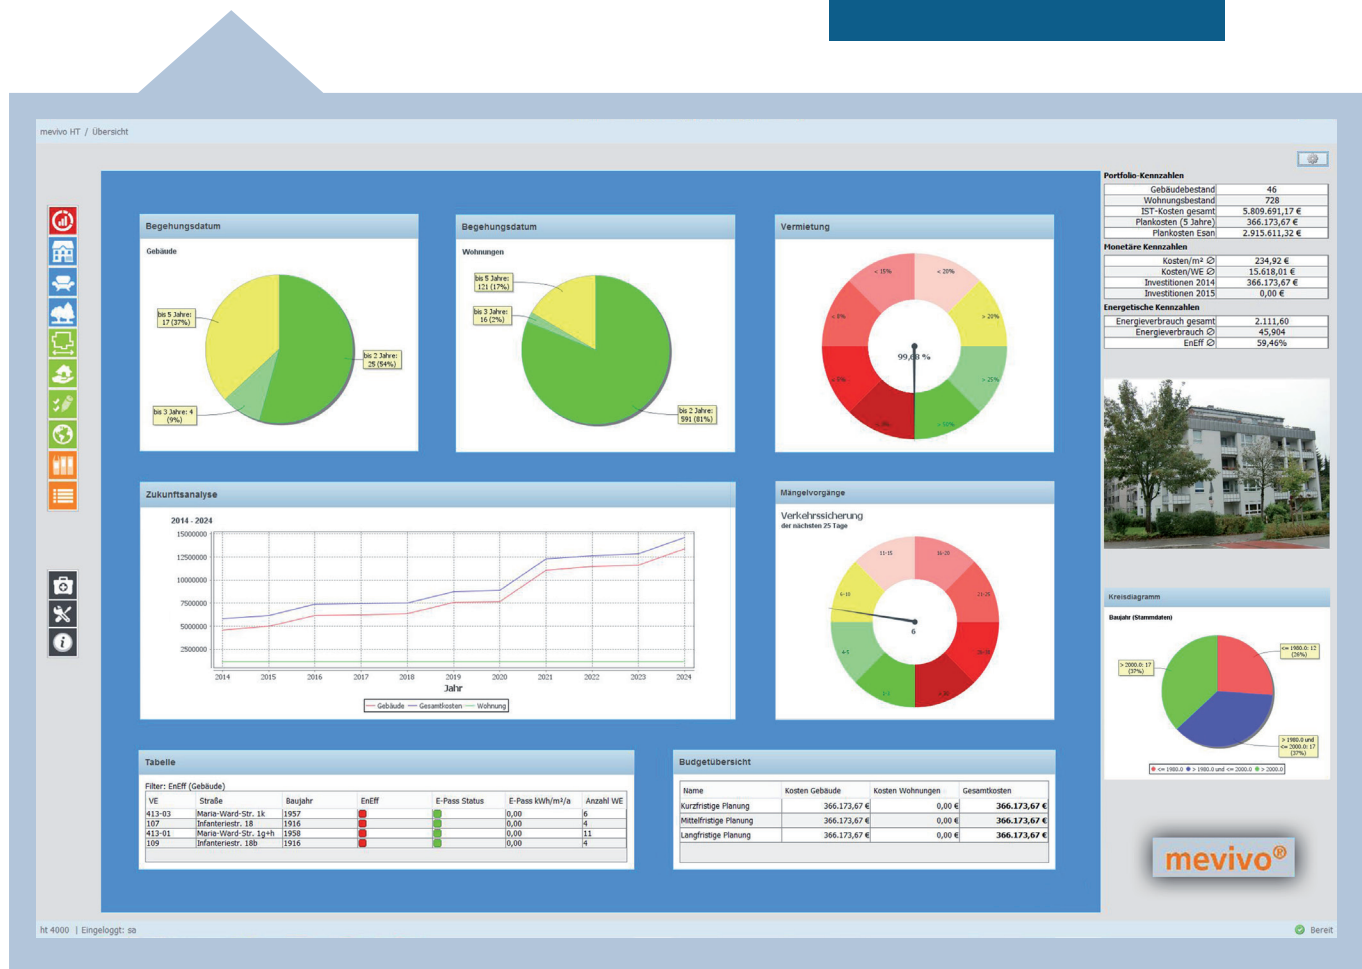 mevivo HT / Übersicht
Begehungsdatum
Gebäude
bis 5 Jahre:
17 (37%)
bis 2 Jahre:
25 (54%)
bis 3 Jahre: 4
(9%)
Begehungsdatum
Wohnungen
bis 5 Jahre:
121 (17%)
bis 3 Jahre:
16 (2%)
bis 2 Jahre:
591 (81%)
Vermietung
< 15%
< 20%
> 20%
> 25%
> 50%
99,68 %
Zukunftsanalyse
2014 - 2024
15000000
12500000
10000000
7500000
5000000
2500000
2014 2015 2016 2017 2018 2019 2020 2021 2022 2023 2024
Jahr
Gebäude Gesamtkosten Wohnung
Mängelvorgänge
Verkehrssicherung
der nächsten 25 Tage
11-15
16-20
6-10
21-25
4-5
6
Tabelle
Filter: EnEff (Gebäude)
VE Straße Baujahr EnEff E-Pass Status E-Pass kWh/m²/a Anzahl WE
413-03 Maria-Ward-Str. 1k 1957 0,00 6
107 Infanteriestr. 18 1916 0,00 4
413-01 Maria-Ward-Str. 1g+h 1958 0,00 11
109 Infanteriestr. 18b 1916 0,00 4
Budgetübersicht
Name Kosten Gebäude Kosten Wohnungen Gesamtkosten
Kurzfristige Planung 366.173,67 € 0,00 € 366.173,67 €
Mittelfristige Planung 366.173,67 € 0,00 € 366.173,67 €
Langfristige Planung 366.173,67 € 0,00 € 366.173,67 €
Portfolio-Kennzahlen
Gebäudebestand 46
Wohnungsbestand 728
IST-Kosten gesamt 5.809.691,17 €
Plankosten (5 Jahre) 366.173,67 €
Plankosten Esan 2.915.611,32 €
Monetäre Kennzahlen
Kosten/m² Ø 234,92 €
Kosten/WE Ø 15.618,01 €
Investitionen 2014 366.173,67 €
Investitionen 2015 0,00 €
Energetische Kennzahlen
Energieverbrauch gesamt 2.111,60
Energieverbrauch Ø 45,904
EnEff Ø 59,46%
Kreisdiagramm
Baujahr (Stammdaten)
<= 1980.0: 12
(26%)
> 2000.0: 17
(37%)
> 1980.0 und
<= 2000.0: 17
(37%)
<= 1980.0 > 1980.0 und <= 2000.0 > 2000.0
mevivo®
ht 4000 | Eingeloggt: sa
Bereit